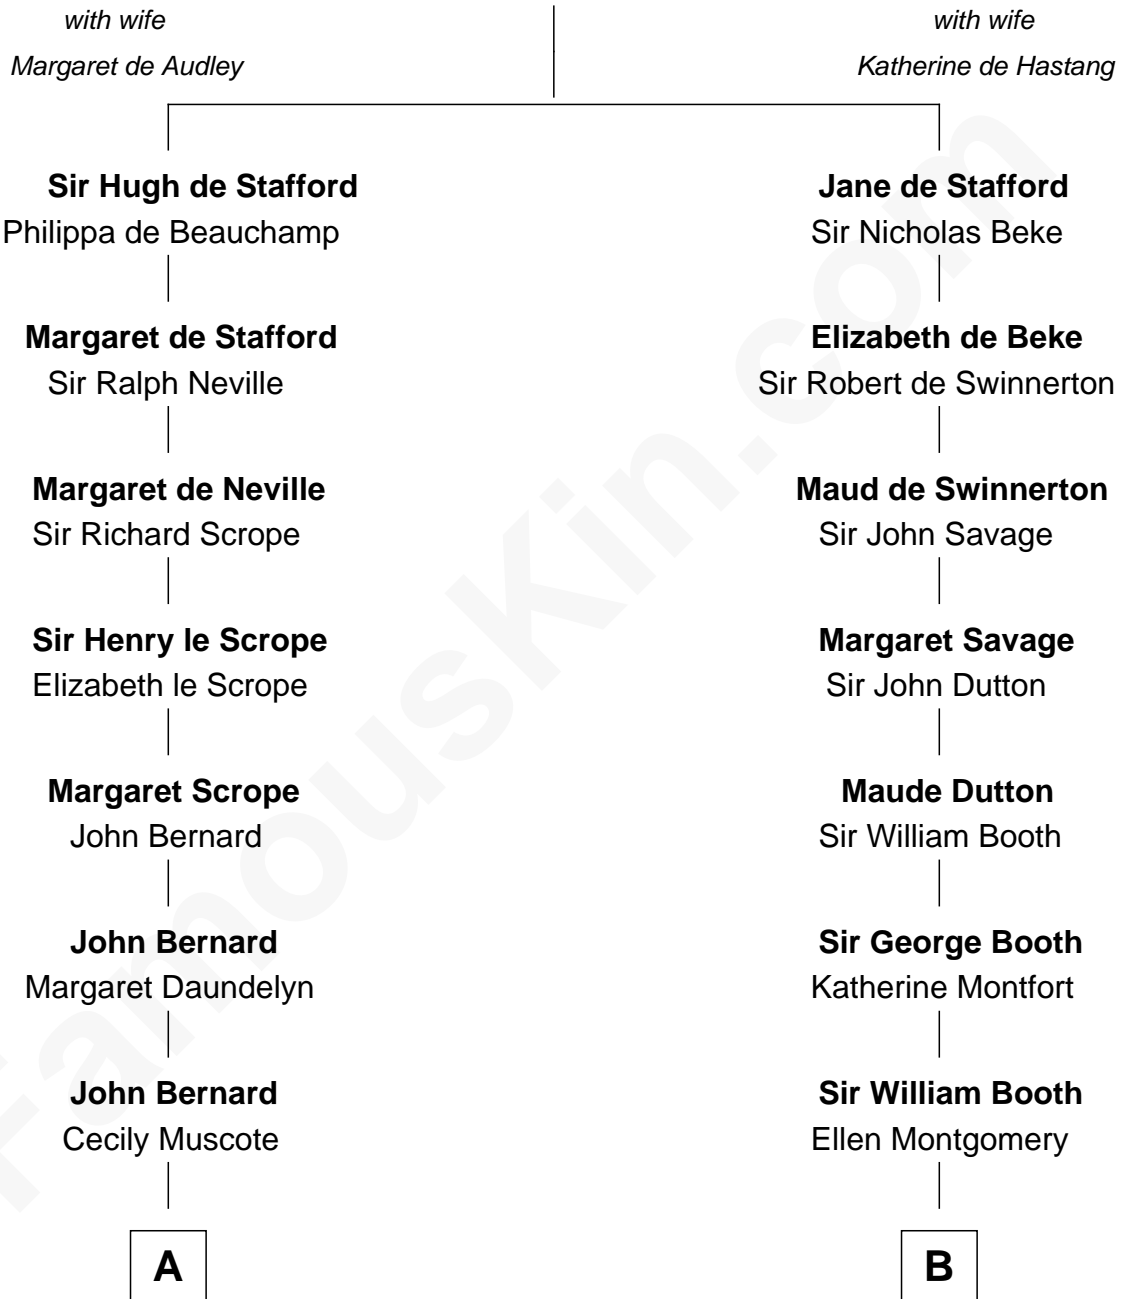 with wife
Margaret de Audley
with wife
Katherine de Hastang
Sir Hugh de Stafford
Philippa de Beauchamp
Jane de Stafford
Sir Nicholas Beke
Margaret de Stafford
Sir Ralph Neville
Elizabeth de Beke
Sir Robert de Swinnerton
Margaret de Neville
Sir Richard Scrope
Maud de Swinnerton
Sir John Savage
Sir Henry le Scrope
Elizabeth le Scrope
Margaret Savage
Sir John Dutton
Margaret Scrope
John Bernard
Maude Dutton
Sir William Booth
John Bernard
Margaret Daundelyn
Sir George Booth
Katherine Montfort
John Bernard
Cecily Muscote
Sir William Booth
Ellen Montgomery
A
B
FamousKin.com